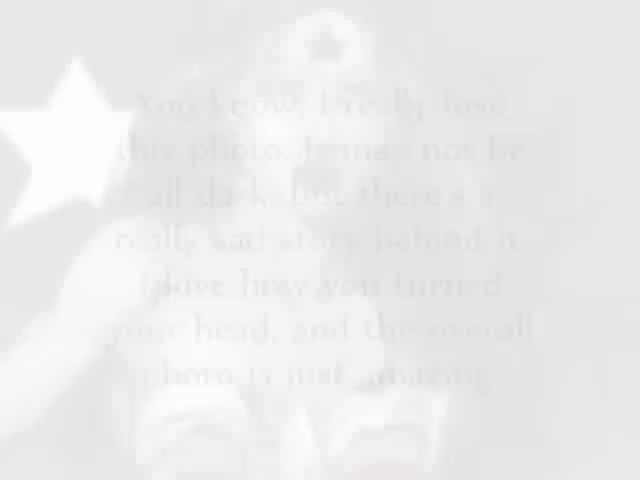 You know, I really love
this photo. It may not be
all dark, but there's a
really sad story behind it.
I love how you turned
your head, and the overall
photo is just amazing.